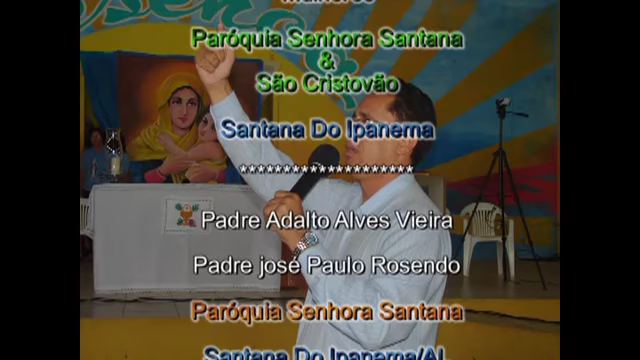 Mulheres
Paróquia Senhora Santana
&
São Cristovão
Santana Do Ipanema
********************
Padre Adalto Alves Vieira
Padre josé Paulo Rosendo
Paróquia Senhora Santana
Santana Do Ipanema/AL